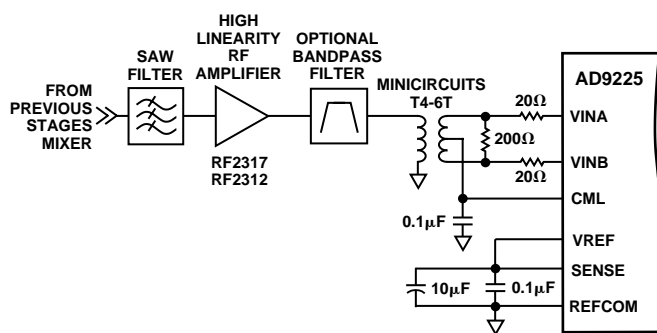 FROM
PREVIOUS
STAGES
MIXER
SAW
FILTER
HIGH
LINEARITY
RF
AMPLIFIER
RF2317
RF2312
OPTIONAL
BANDPASS
FILTER
MINICIRCUITS
T4-6T
20Ω
200Ω
20Ω
0.1μF
10μF
0.1μF
AD9225
VINA
VINB
CML
VREF
SENSE
REFCOM